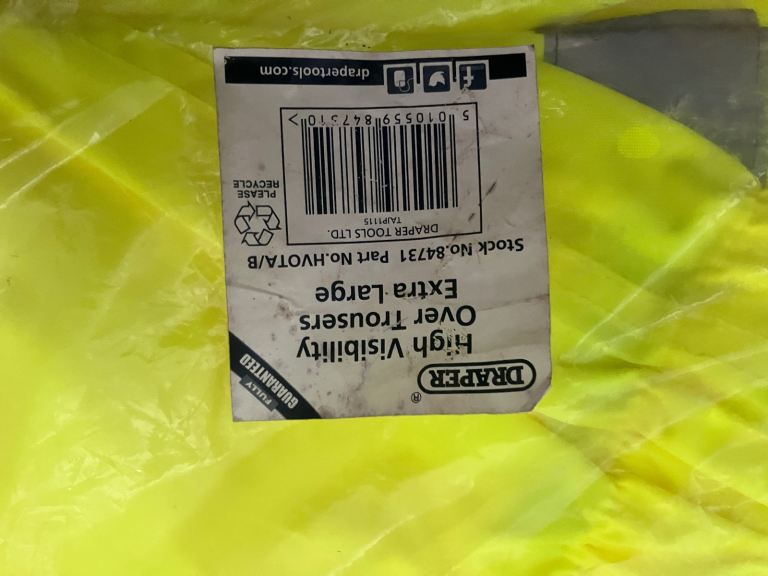 DRAPER®
FULLY
GUARANTEED
High Visibility
Over Trousers
Extra Large
Stock No.84731 Part No.HVOTA/B
DRAPER TOOLS LTD.
TAJP1115
5 010559 847310 >
PLEASE
RECYCLE
drapertools.com